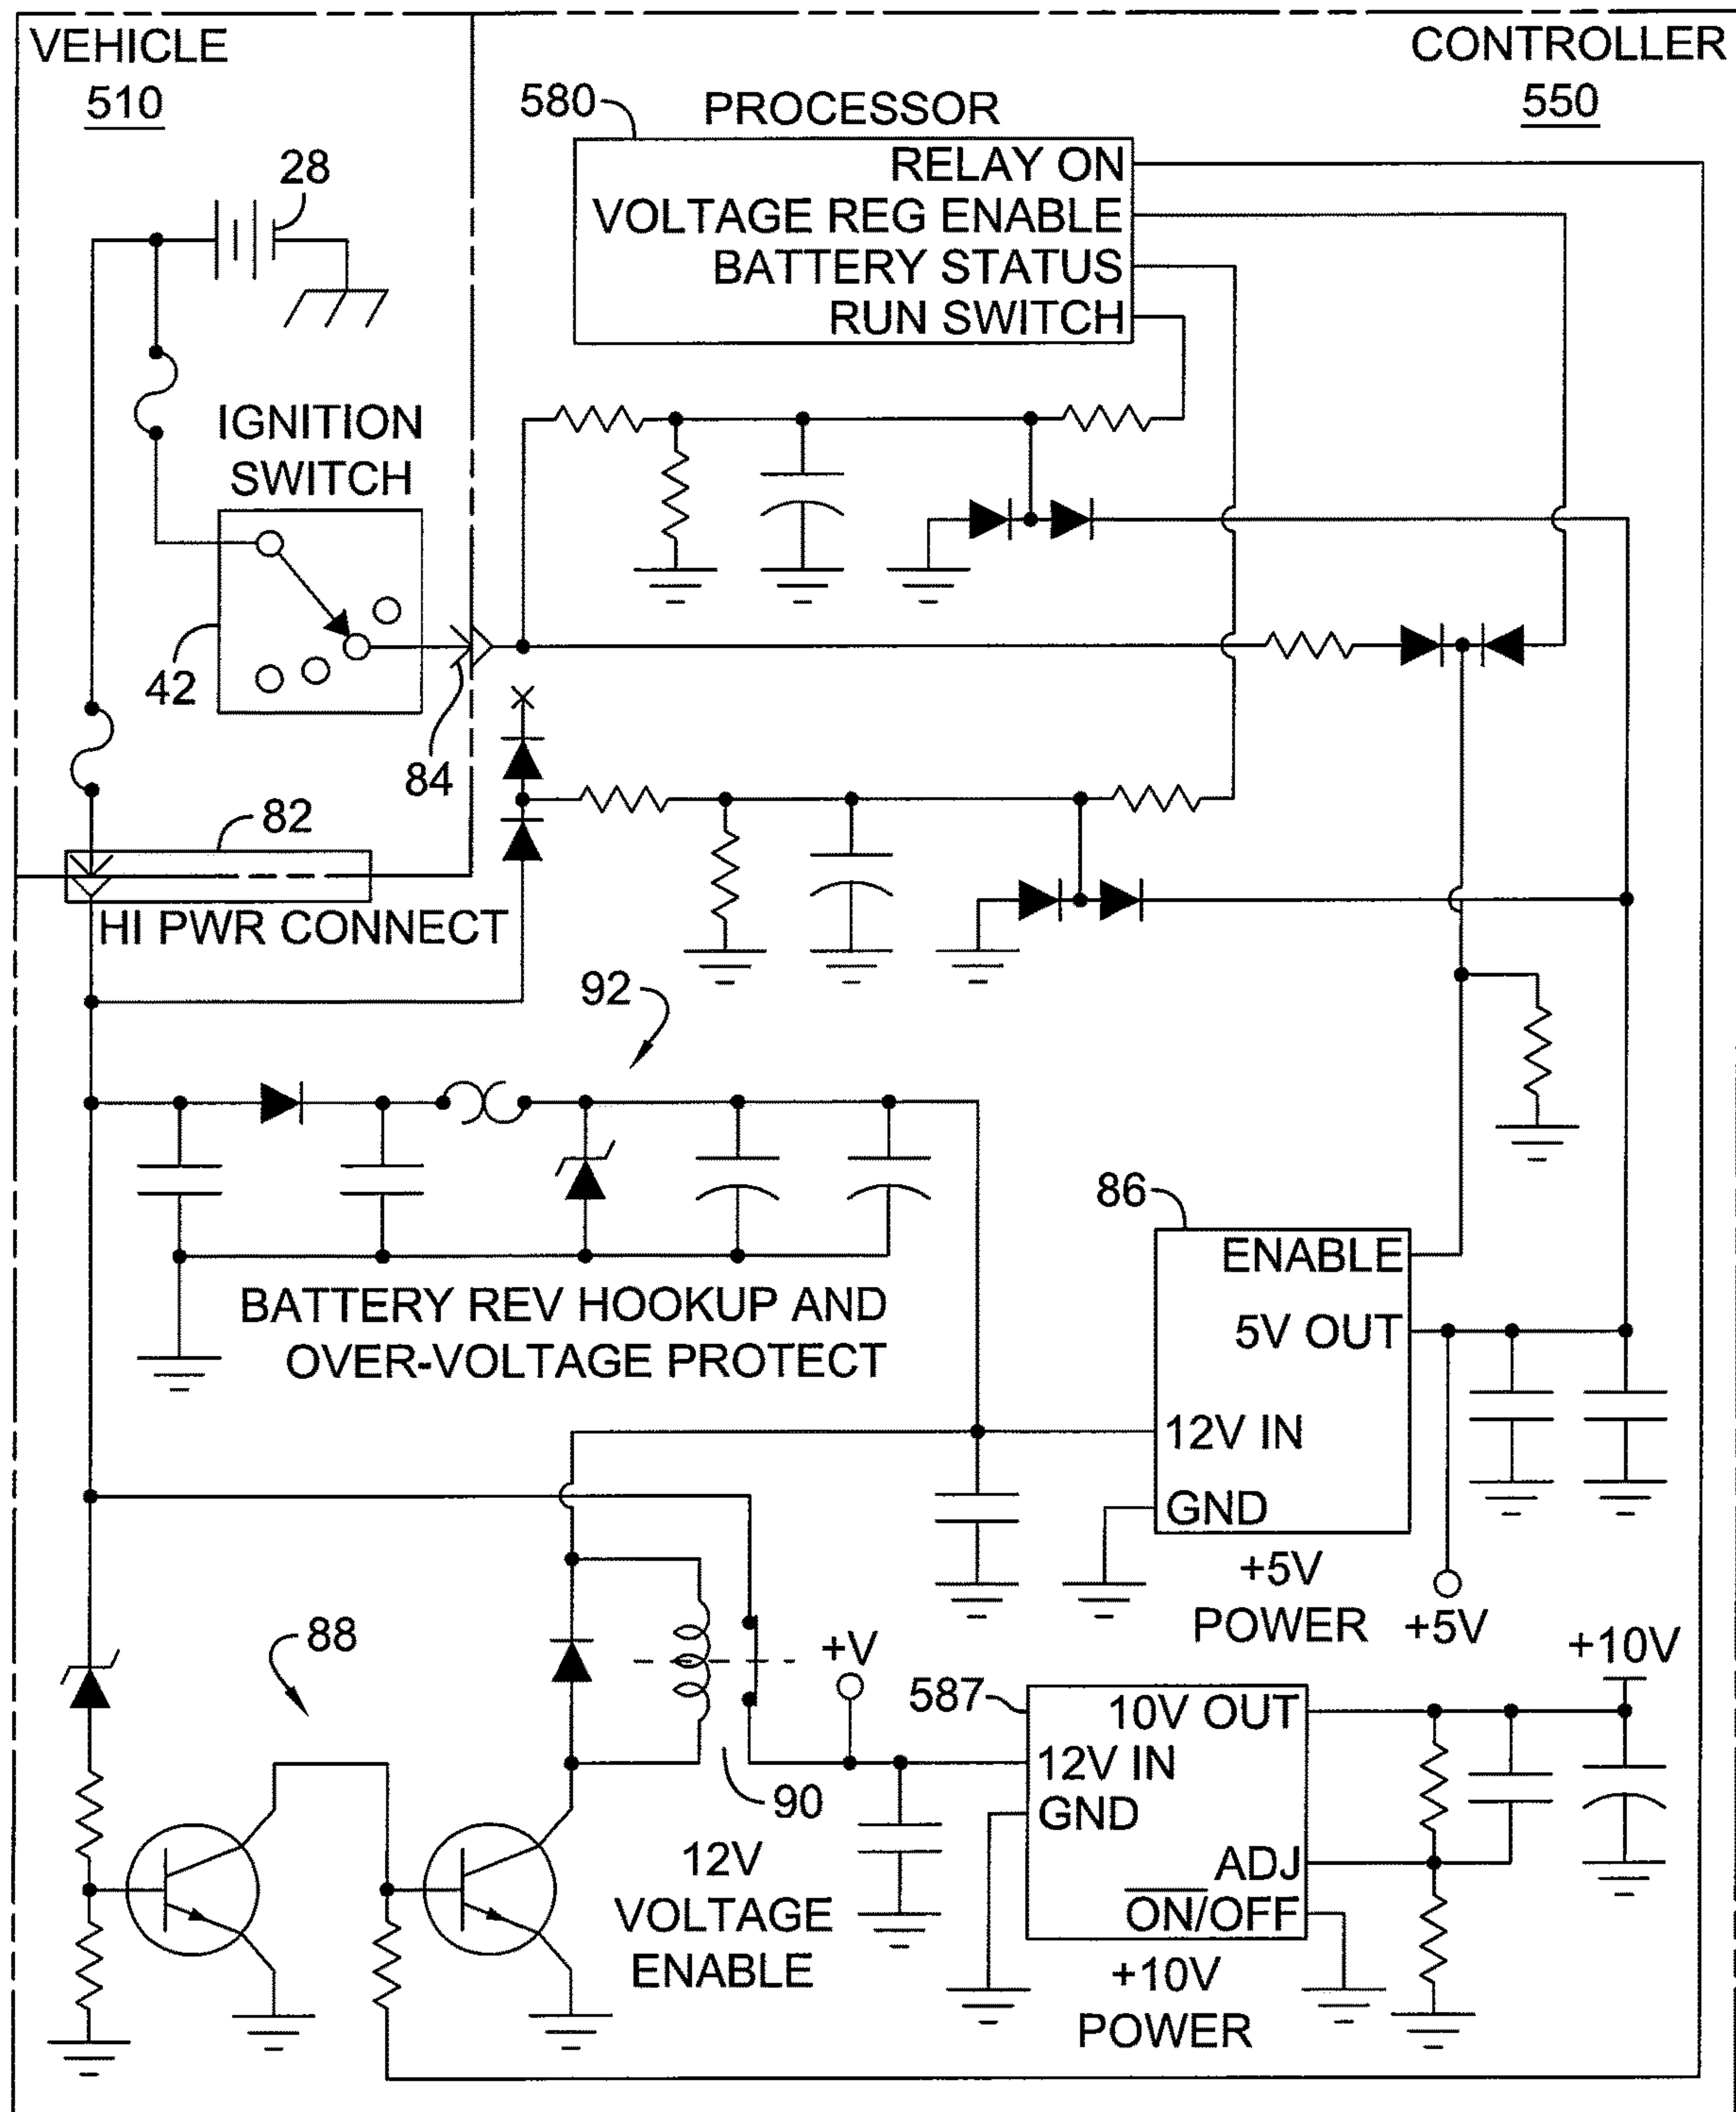 VEHICLE
510
CONTROLLER
550
580
PROCESSOR
RELAY ON
VOLTAGE REG ENABLE
BATTERY STATUS
RUN SWITCH
28
IGNITION
SWITCH
42
84
82
HI PWR CONNECT
92
BATTERY REV HOOKUP AND
OVER-VOLTAGE PROTECT
86
ENABLE
5V OUT
12V IN
GND
+5V
POWER
+5V
88
90
12V
VOLTAGE
ENABLE
+V
587
10V OUT
12V IN
GND
ADJ
ON/OFF
+10V
POWER
+10V